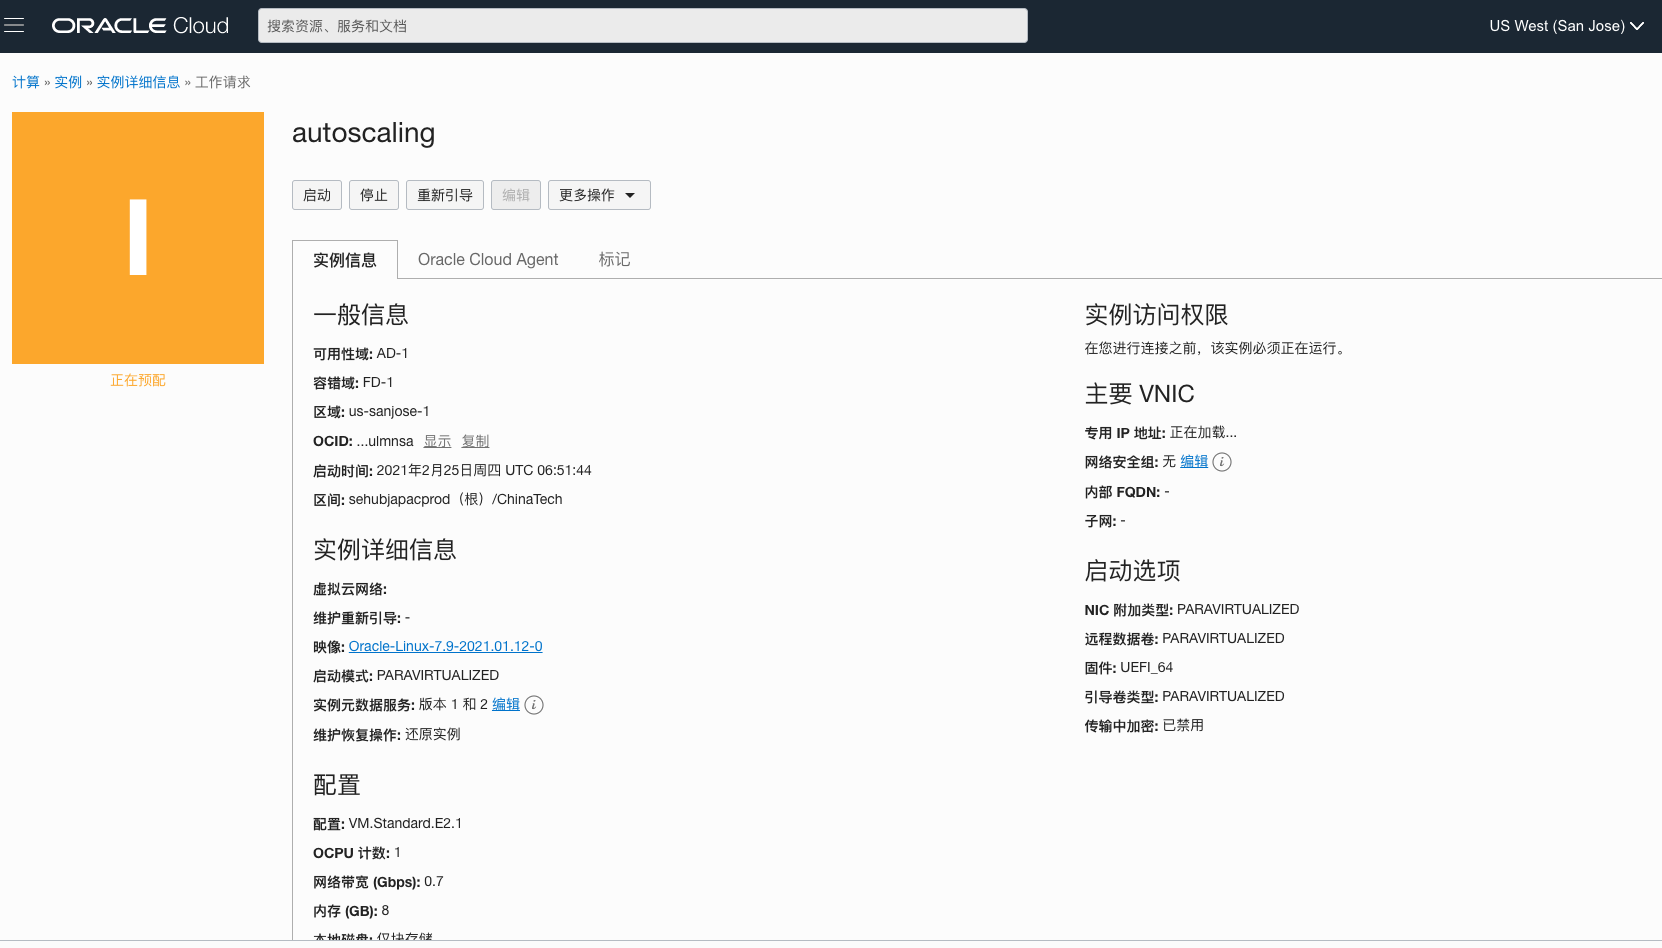 ORACLE Cloud
搜索资源、服务和文档
US West (San Jose)
计算 » 实例 » 实例详细信息 » 工作请求
I
正在预配
autoscaling
启动 停止 重新引导 编辑 更多操作
实例信息 Oracle Cloud Agent 标记
一般信息
可用性域: AD-1
容错域: FD-1
区域: us-sanjose-1
OCID: ...ulmnsa 显示 复制
启动时间: 2021年2月25日周四 UTC 06:51:44
区间: sehubjapacprod（根）/ChinaTech
实例详细信息
虚拟云网络:
维护重新引导: -
映像: Oracle-Linux-7.9-2021.01.12-0
启动模式: PARAVIRTUALIZED
实例元数据服务: 版本 1 和 2 编辑 i
维护恢复操作: 还原实例
配置
配置: VM.Standard.E2.1
OCPU 计数: 1
网络带宽 (Gbps): 0.7
内存 (GB): 8
本地磁盘: 仅块存储
实例访问权限
在您进行连接之前，该实例必须正在运行。
主要 VNIC
专用 IP 地址: 正在加载...
网络安全组: 无 编辑 i
内部 FQDN: -
子网: -
启动选项
NIC 附加类型: PARAVIRTUALIZED
远程数据卷: PARAVIRTUALIZED
固件: UEFI_64
引导卷类型: PARAVIRTUALIZED
传输中加密: 已禁用